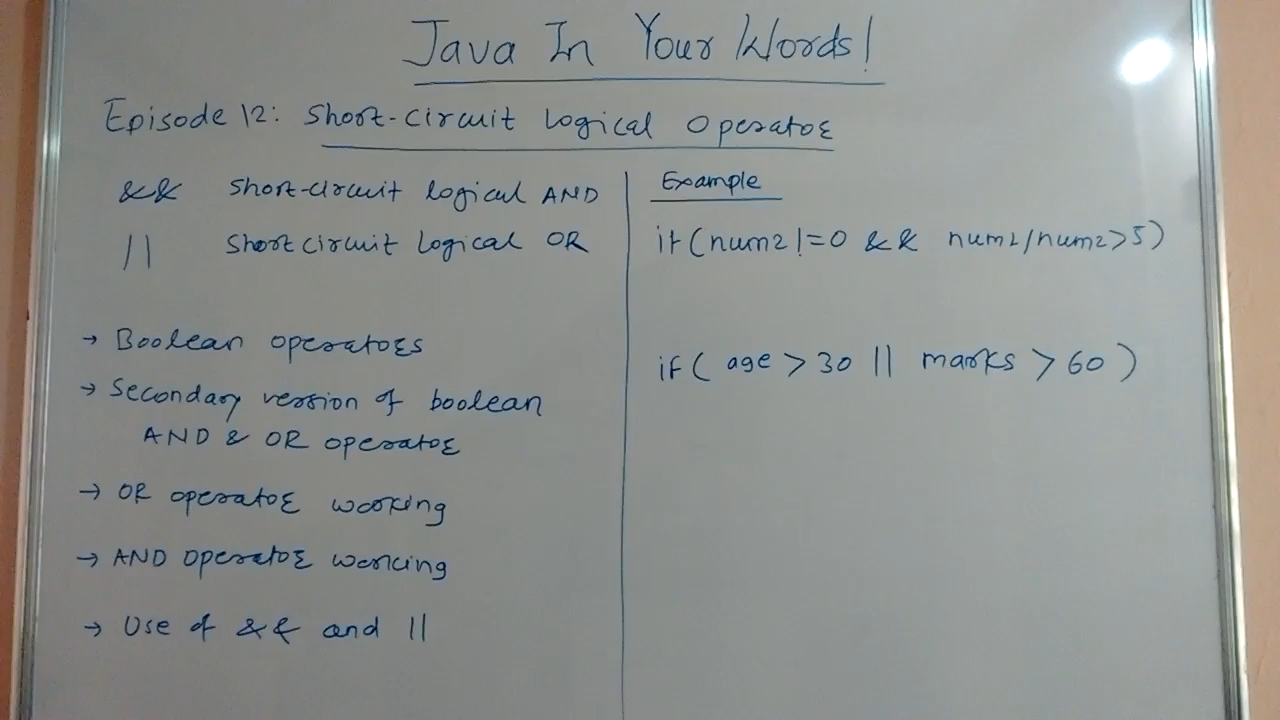 Java In Your Words!
Episode 12: Short-circuit Logical Operator
&& Short-circuit logical AND
|| Short circuit Logical OR
→ Boolean operators
→ Secondary version of boolean
AND & OR operator
→ OR operator working
→ AND operator working
→ Use of && and ||
Example
if(num2!=0 && num1/num2>5)
if( age > 30 || marks > 60 )